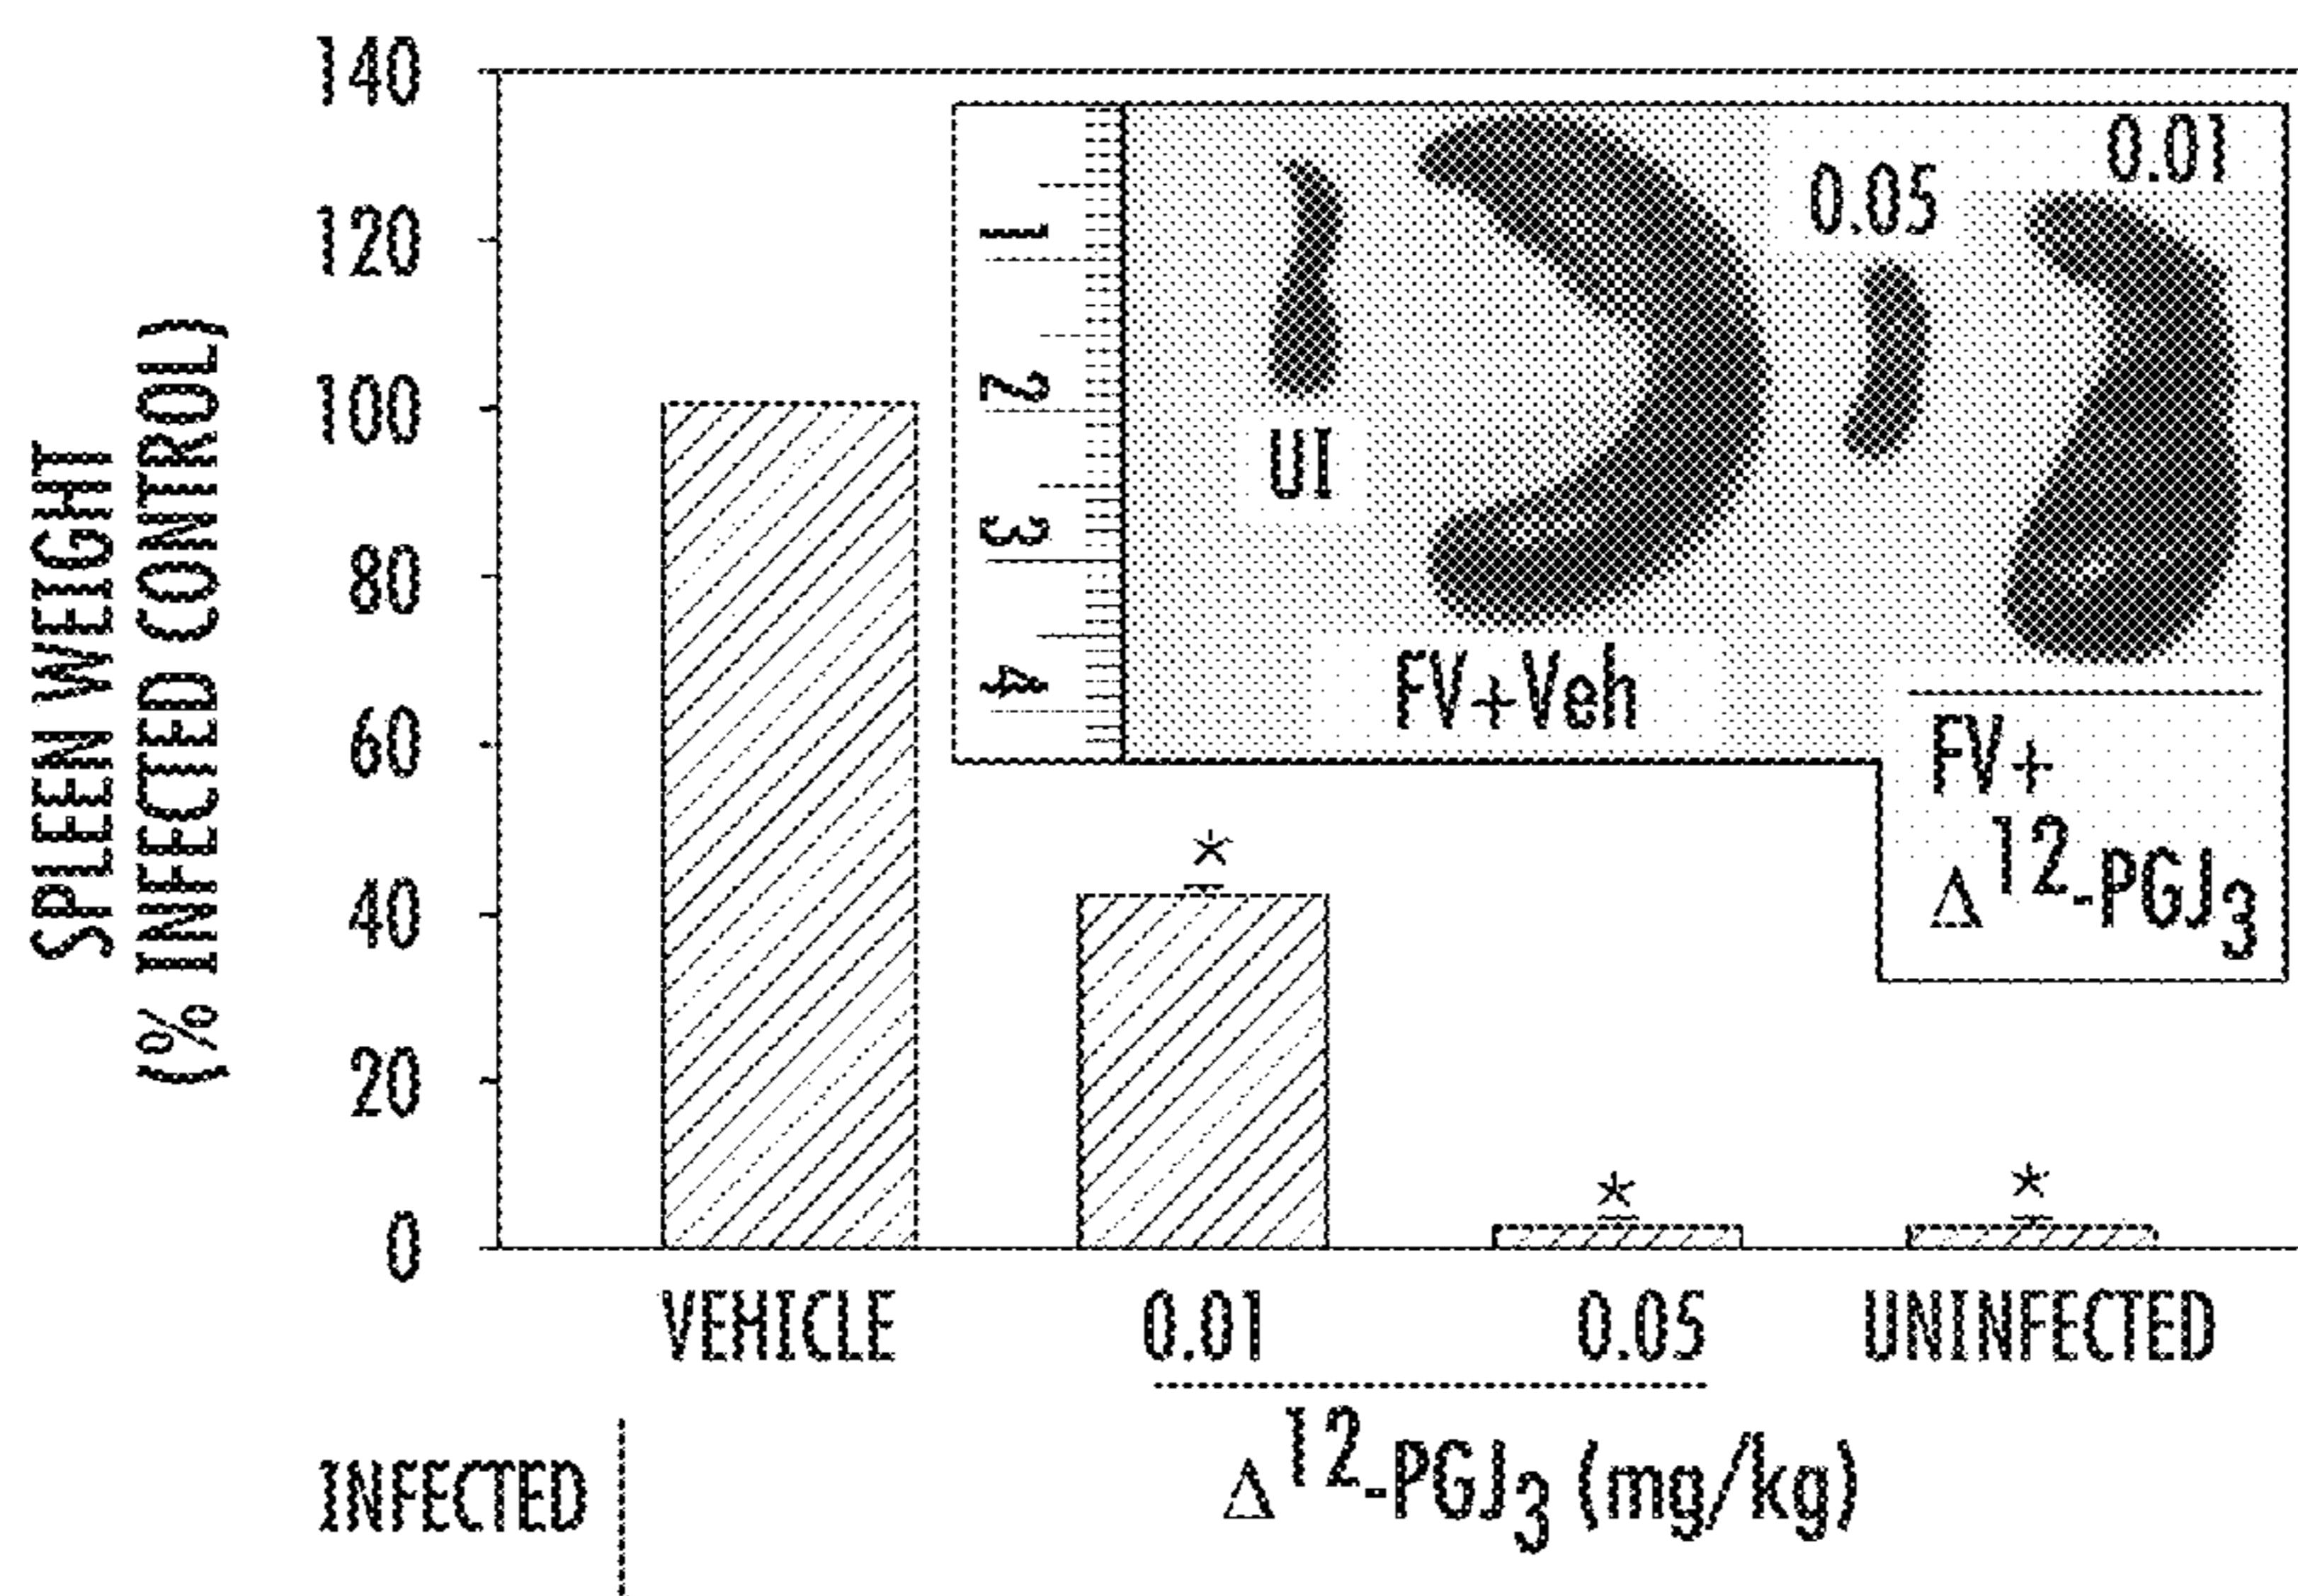 SPLEEN WEIGHT
(% INFECTED CONTROL)
140
120
100
80
60
40
20
0
1
2
3
4
UI
FV+Veh
0.05
0.01
FV+
Δ¹²-PGJ₃
*
*
*
VEHICLE 0.01 0.05 UNINFECTED
INFECTED
Δ¹²-PGJ₃ (mg/kg)